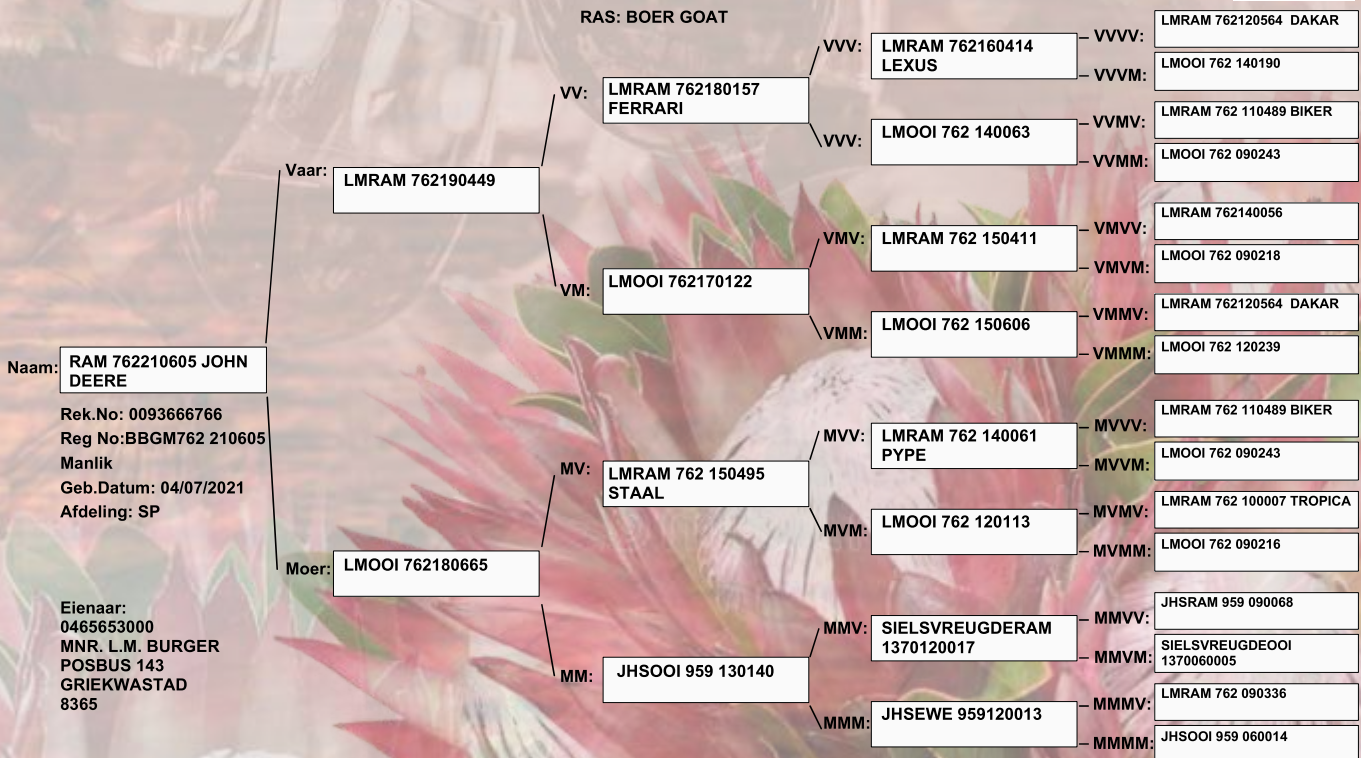 RAS: BOER GOAT
Naam:
RAM 762210605 JOHN
DEERE
Rek.No: 0093666766
Reg No:BBGM762 210605
Manlik
Geb.Datum: 04/07/2021
Afdeling: SP
Eienaar:
0465653000
MNR. L.M. BURGER
POSBUS 143
GRIEKWASTAD
8365
Vaar:
LMRAM 762190449
Moer:
LMOOI 762180665
VV:
LMRAM 762180157
FERRARI
VM:
LMOOI 762170122
MV:
LMRAM 762 150495
STAAL
MM:
JHSOOI 959 130140
VVV:
LMRAM 762160414
LEXUS
VVV:
LMOOI 762 140063
VMV:
LMRAM 762 150411
VMM:
LMOOI 762 150606
MVV:
LMRAM 762 140061
PYPE
MVM:
LMOOI 762 120113
MMV:
SIELSVREUGDERAM
1370120017
MMM:
JHSEWE 959120013
VVVV:
LMRAM 762120564 DAKAR
VVVM:
LMOOI 762 140190
VVMV:
LMRAM 762 110489 BIKER
VVMM:
LMOOI 762 090243
VMVV:
LMRAM 762140056
VMVM:
LMOOI 762 090218
VMMV:
LMRAM 762120564 DAKAR
VMMM:
LMOOI 762 120239
MVVV:
LMRAM 762 110489 BIKER
MVVM:
LMOOI 762 090243
MVMV:
LMRAM 762 100007 TROPICA
MVMM:
LMOOI 762 090216
MMVV:
JHSRAM 959 090068
MMVM:
SIELSVREUGDEOOI
1370060005
MMMV:
LMRAM 762 090336
MMMM:
JHSOOI 959 060014